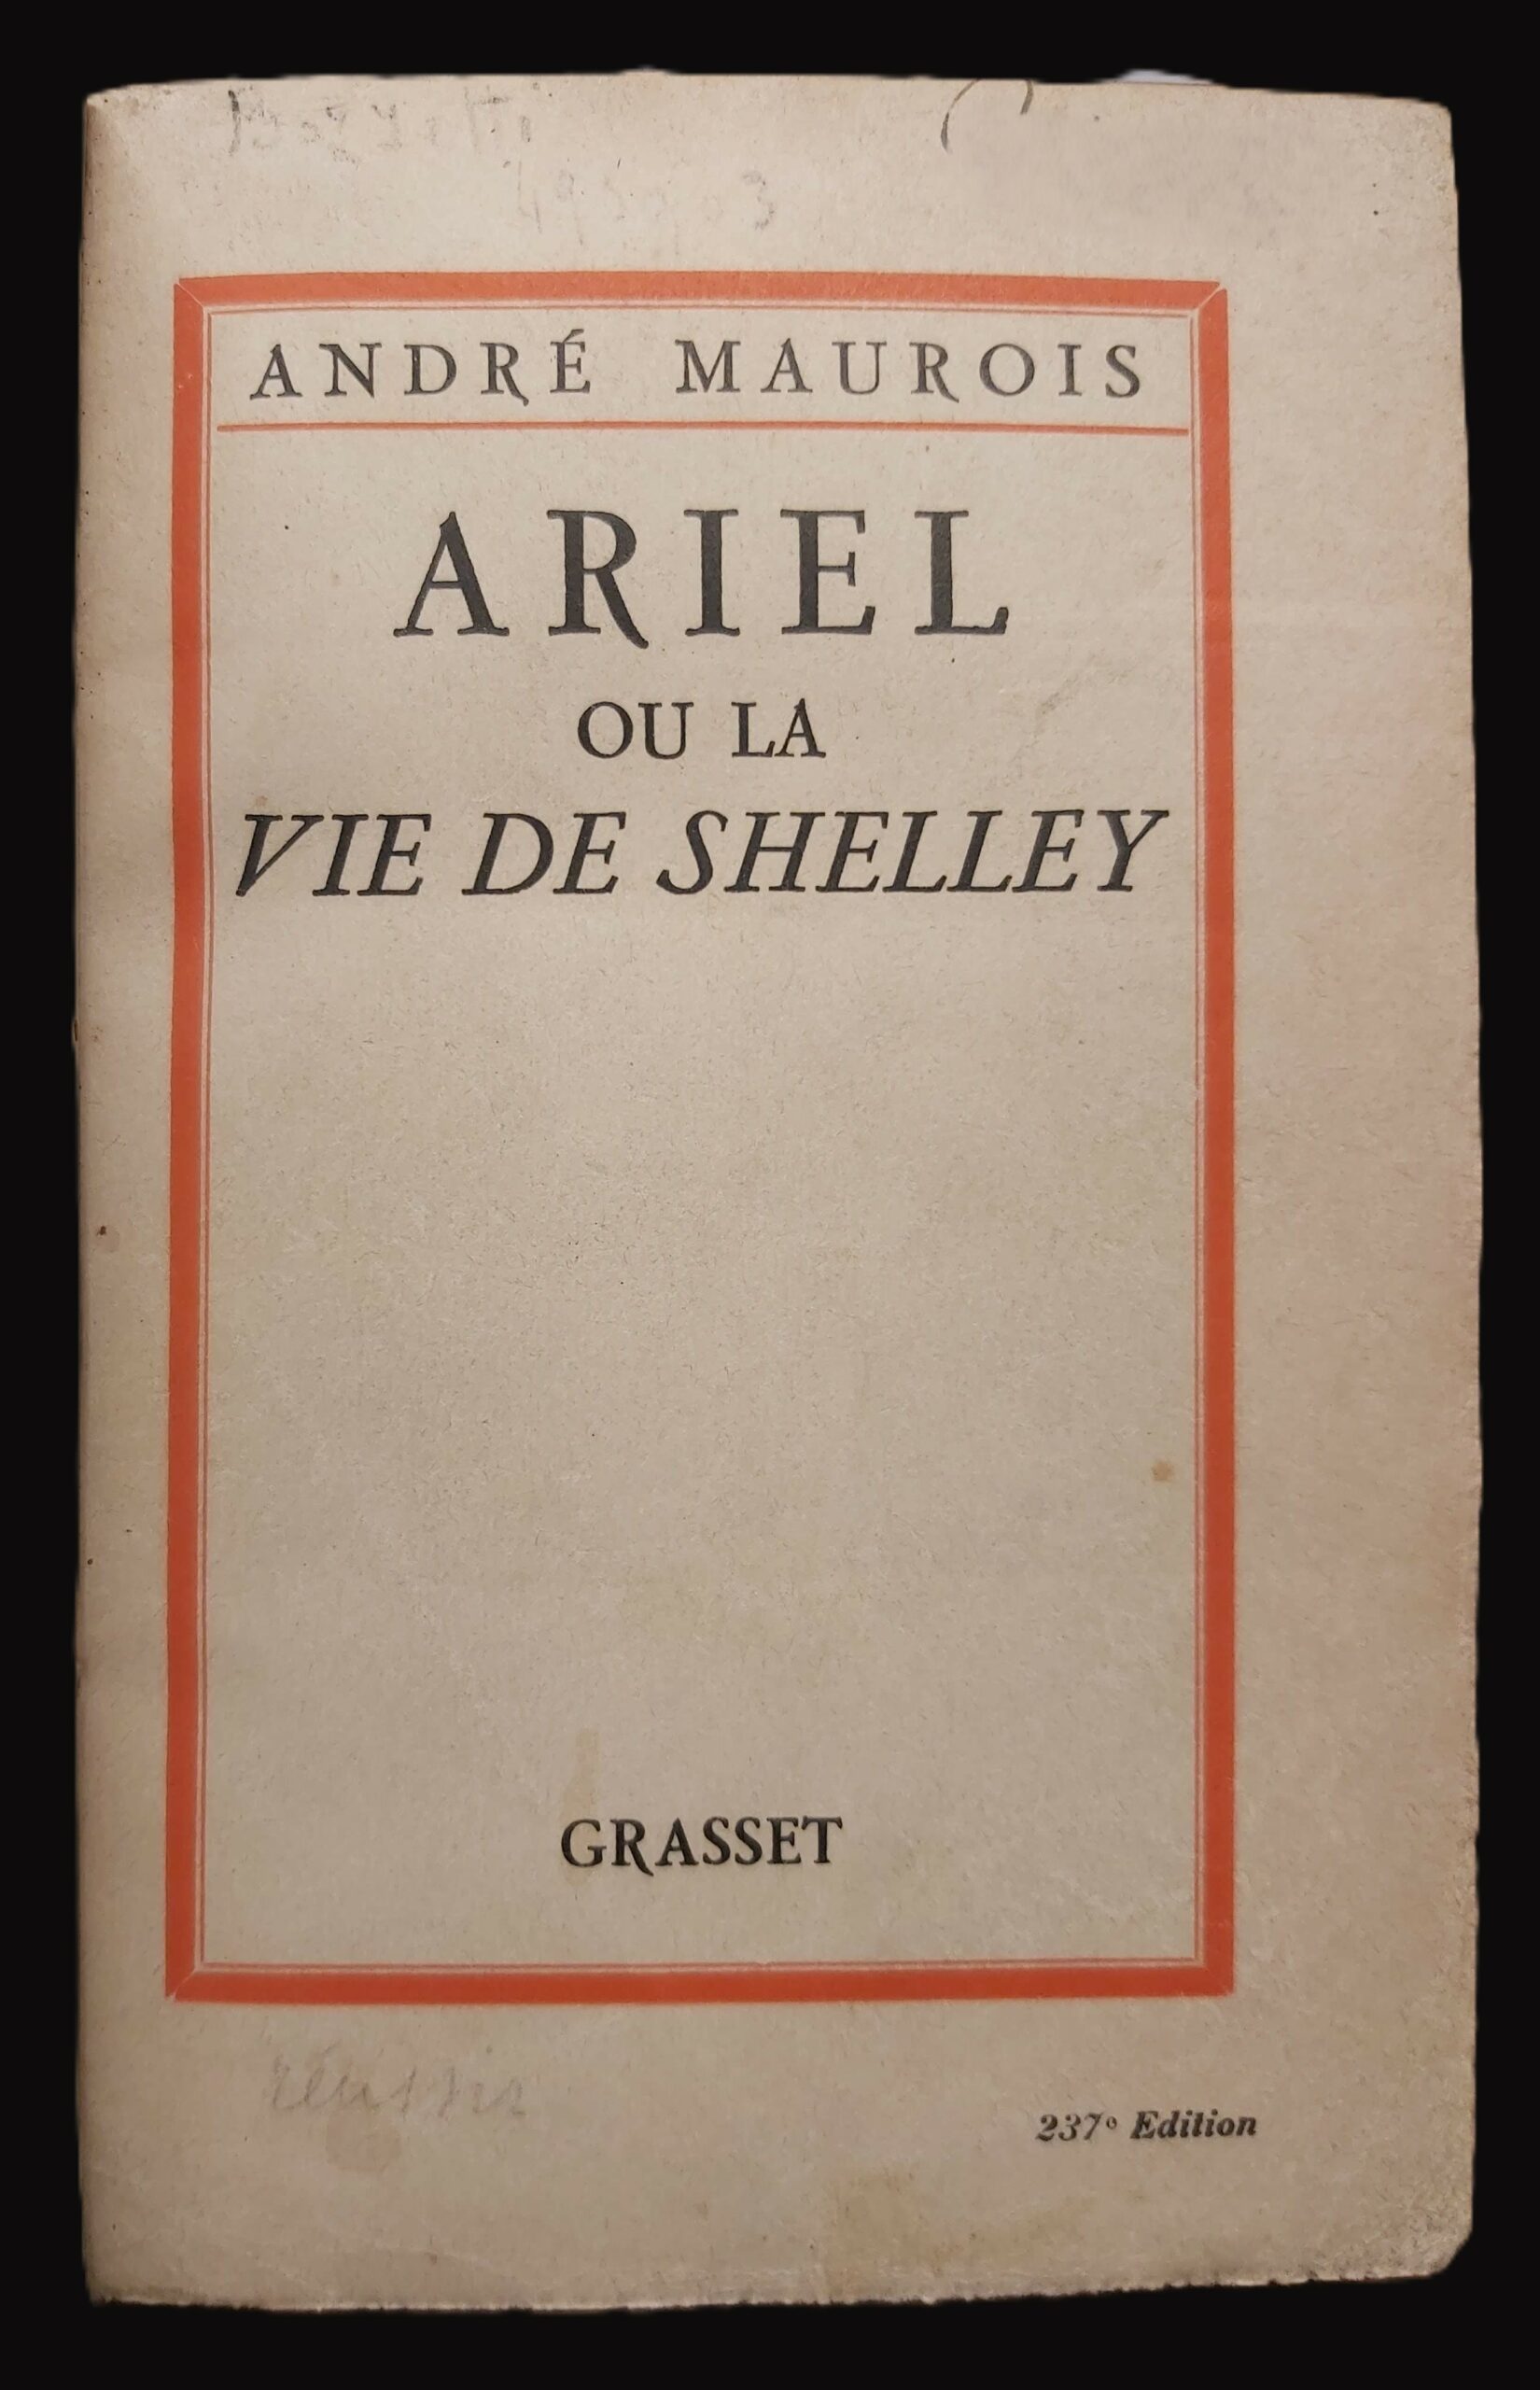 ANDRÉ MAUROIS
ARIEL
OU LA
VIE DE SHELLEY
GRASSET
237e Edition